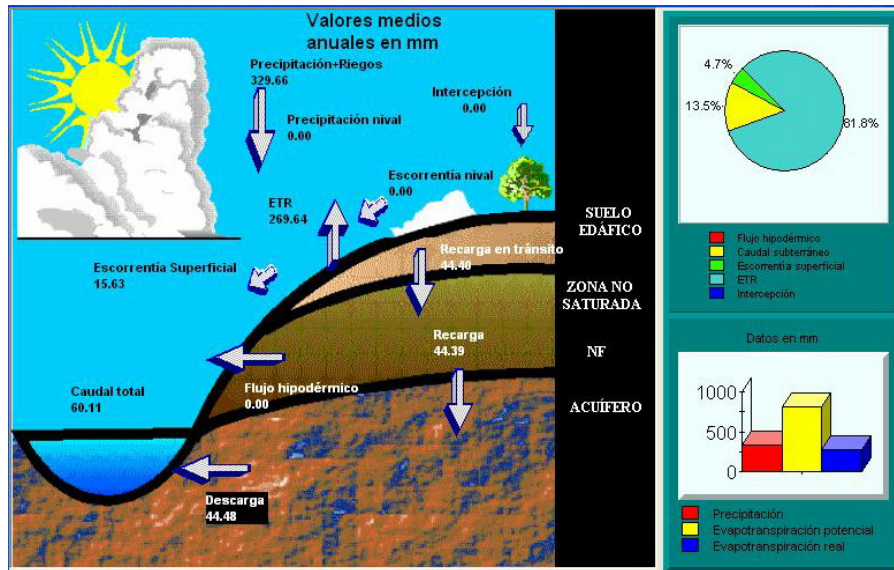 Valores medios
anuales en mm
Precipitación+Riegos
329.66
Intercepción
0.00
Precipitación nival
0.00
Escorrentía nival
0.00
ETR
269.64
Escorrentía Superficial
15.63
Recarga en tránsito
44.40
Recarga
44.39
Flujo hipodérmico
0.00
Caudal total
60.11
Descarga
44.48
SUELO
EDÁFICO
ZONA NO
SATURADA
NF
ACUÍFERO
4.7%
13.5%
81.8%
Flujo hipodérmico
Caudal subterráneo
Escorrentía superficial
ETR
Intercepción
Datos en mm
1000
500
0
Precipitación
Evapotranspiración potencial
Evapotranspiración real